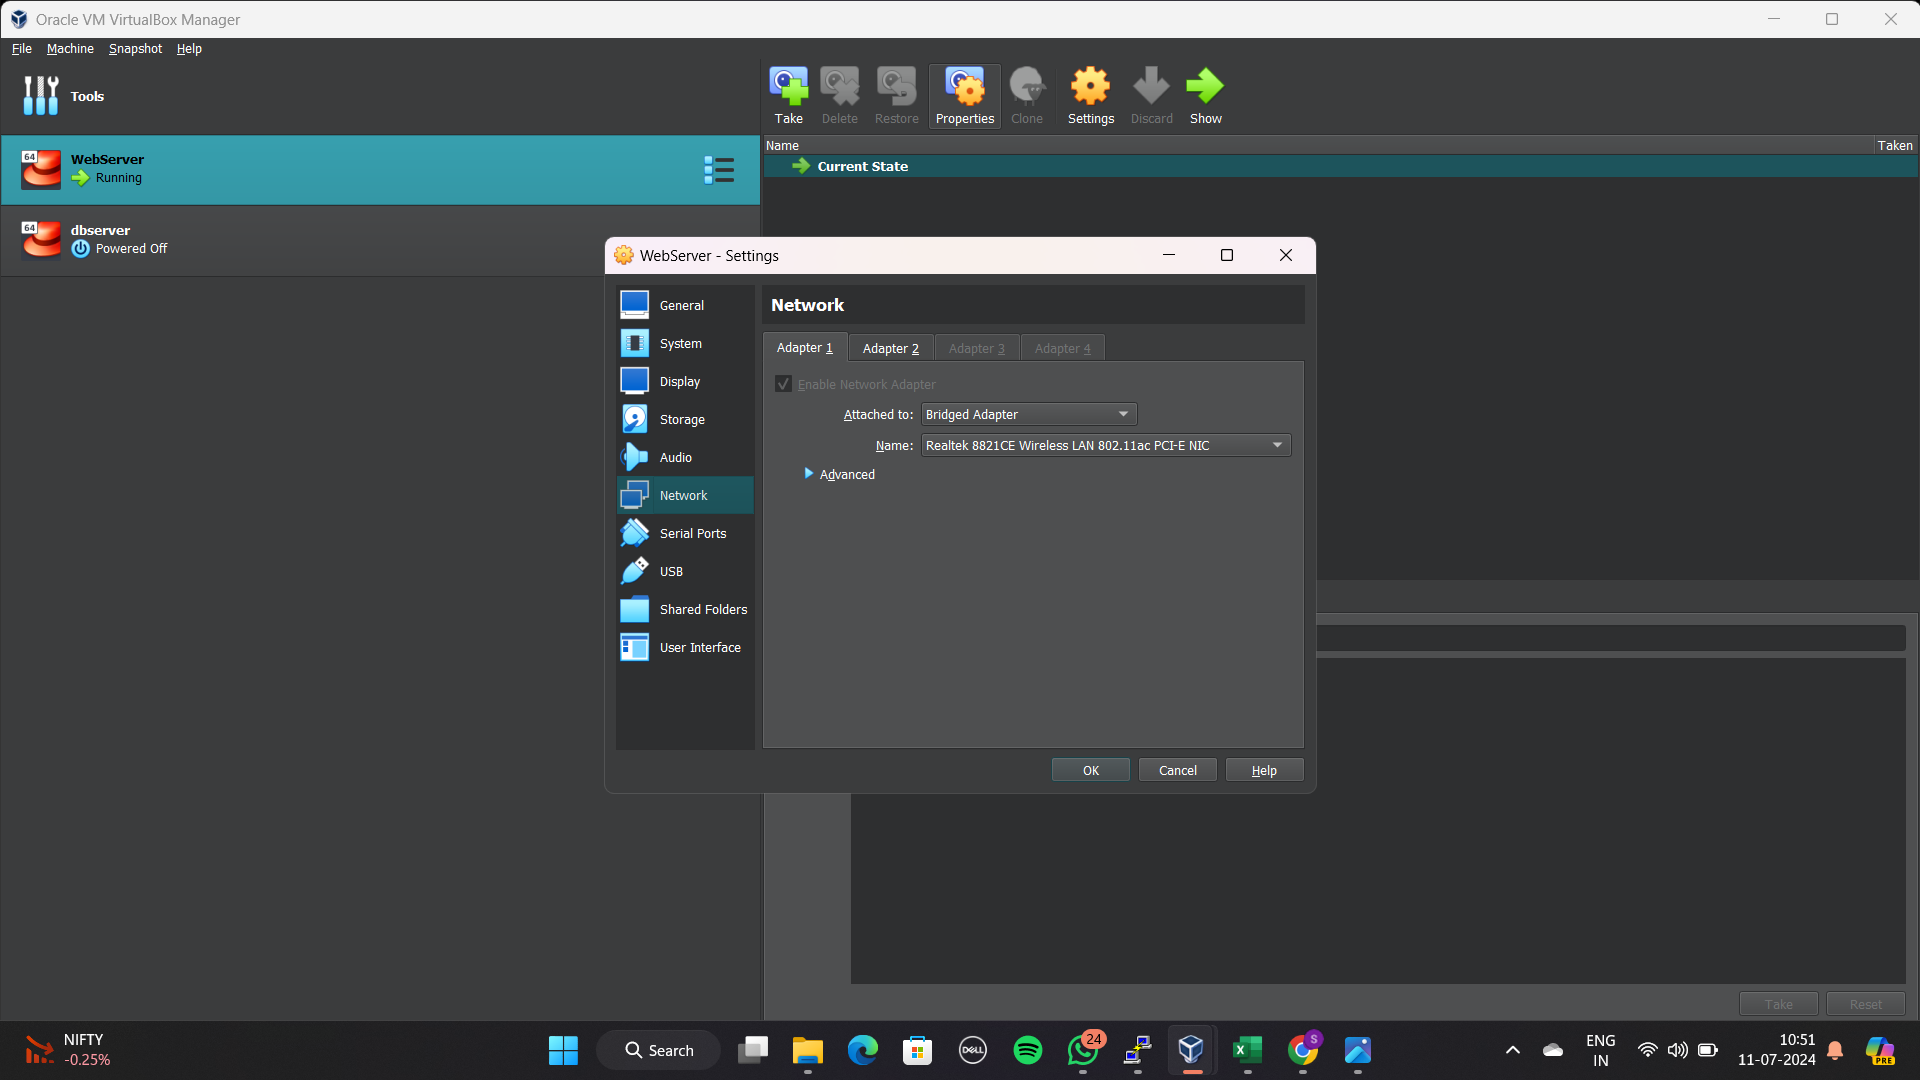 Oracle VM VirtualBox Manager
File Machine Snapshot Help
Tools
Take Delete Restore Properties Clone Settings Discard Show
64 WebServer
Running
64 dbserver
Powered Off
Name Taken
Current State
WebServer - Settings
General
System
Display
Storage
Audio
Network
Serial Ports
USB
Shared Folders
User Interface
Network
Adapter 1 Adapter 2 Adapter 3 Adapter 4
Enable Network Adapter
Attached to: Bridged Adapter
Name: Realtek 8821CE Wireless LAN 802.11ac PCI-E NIC
Advanced
OK Cancel Help
Take Reset
NIFTY
-0.25%
Search
DELL
24
S
ENG
IN
10:51
11-07-2024
PRE